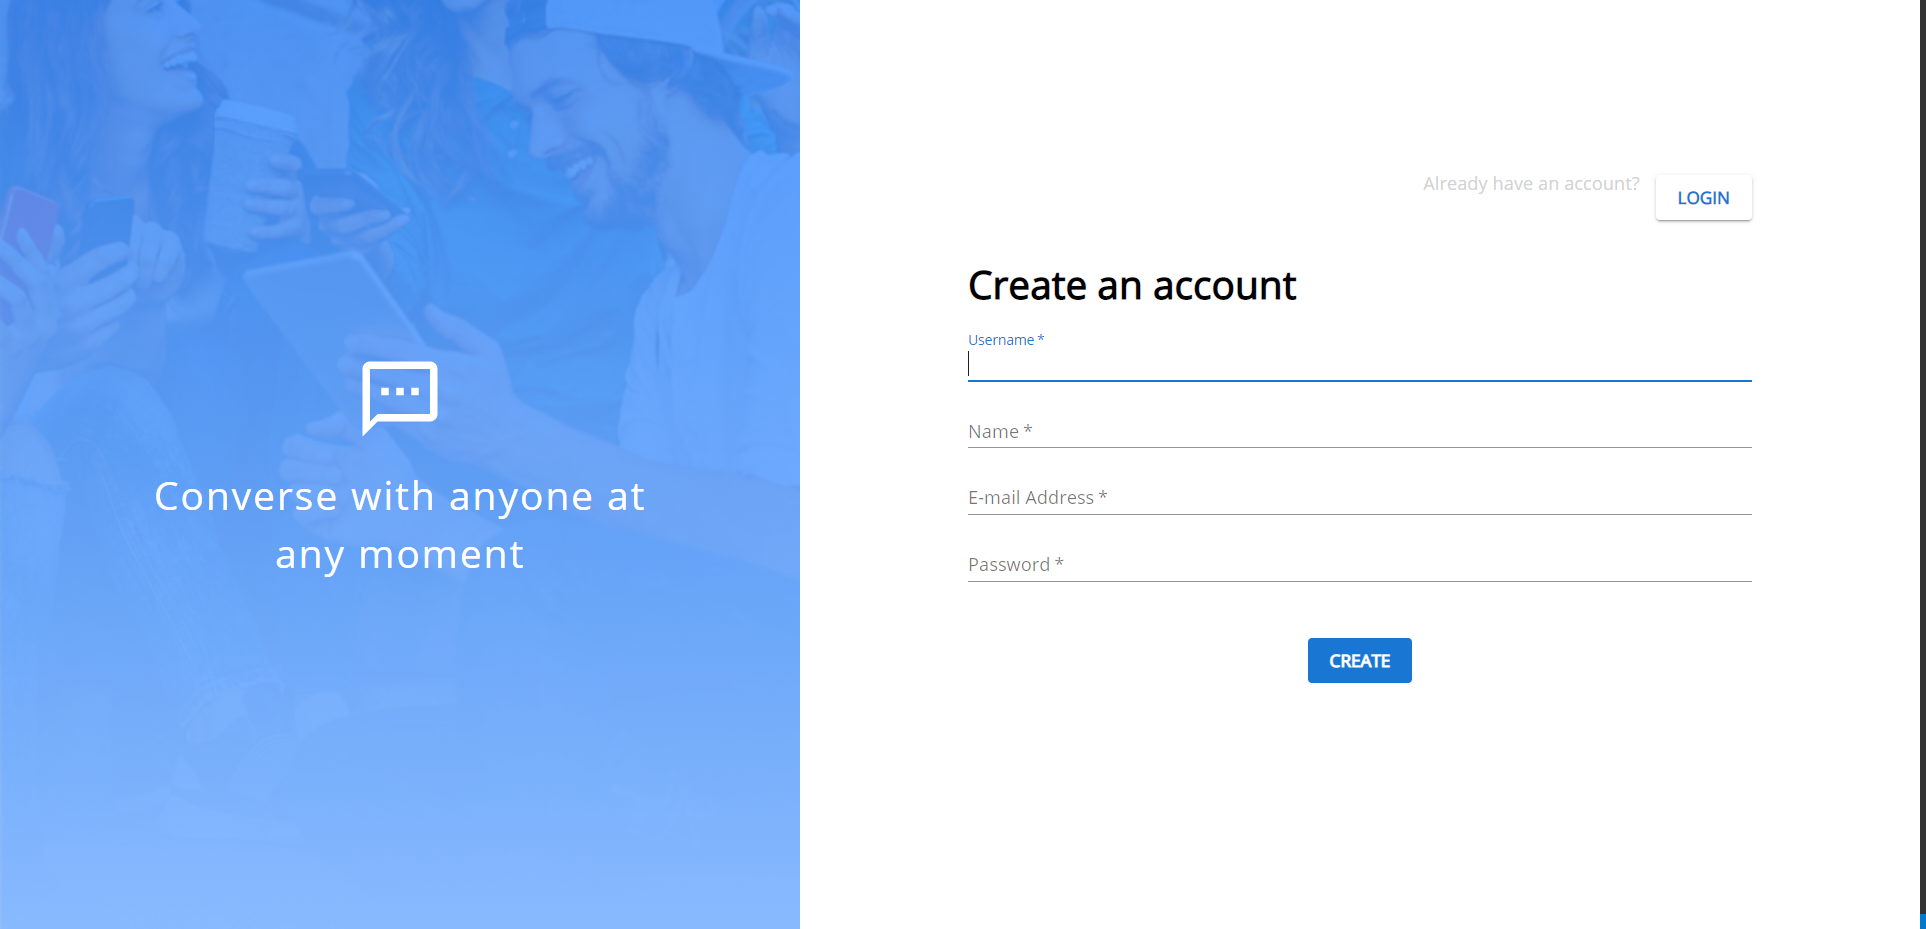 Converse with anyone at
any moment
Already have an account?
LOGIN
Create an account
Username *
Name *
E-mail Address *
Password *
CREATE